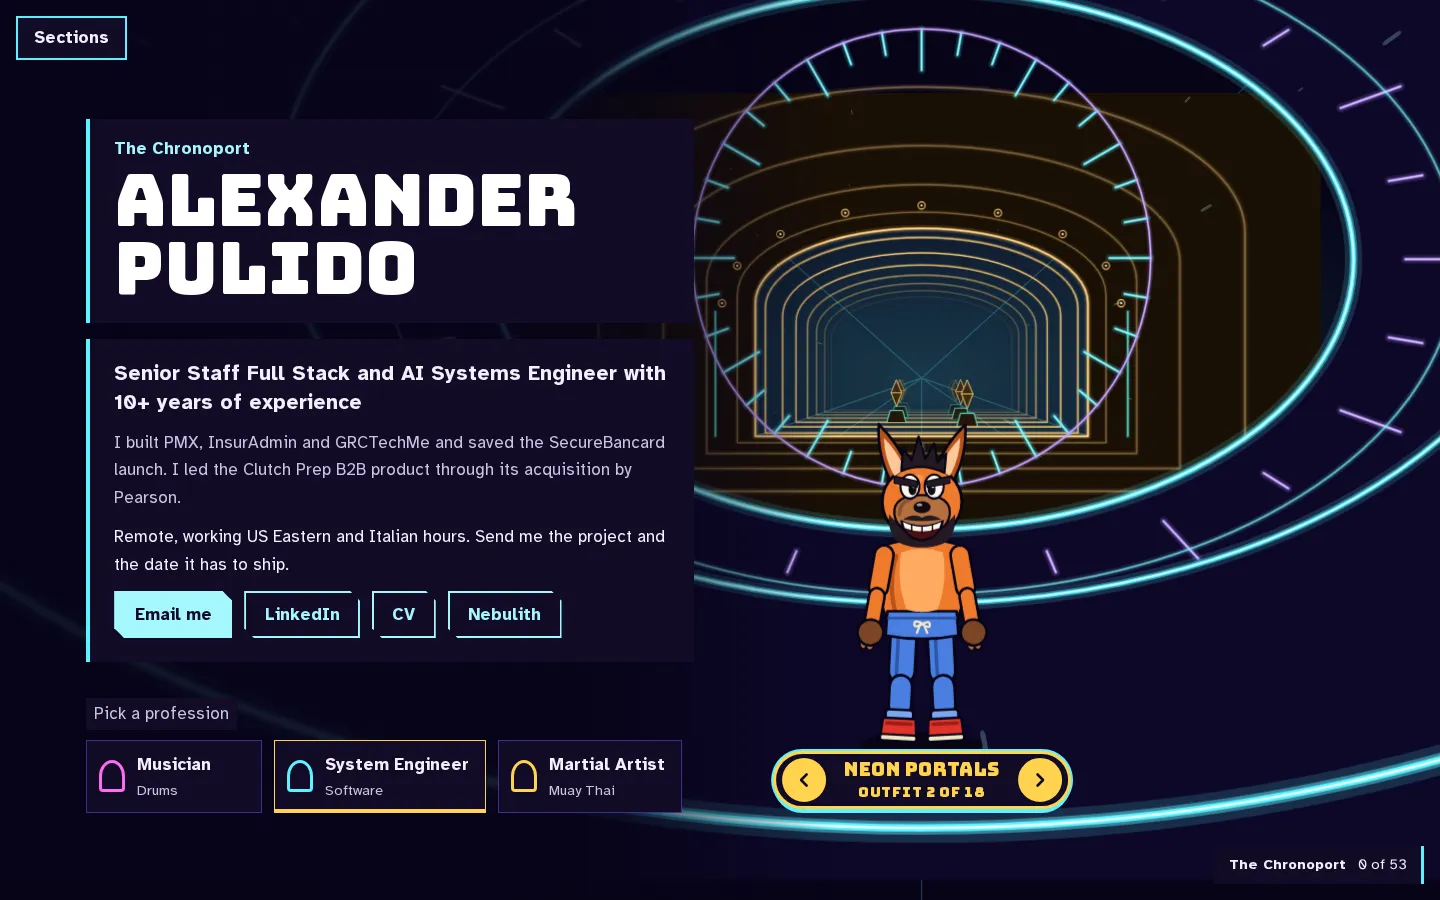 Sections
The Chronoport
ALEXANDER
PULIDO
Senior Staff Full Stack and AI Systems Engineer with
10+ years of experience
I built PMX, InsurAdmin and GRCTechMe and saved the SecureBancard
launch. I led the Clutch Prep B2B product through its acquisition by
Pearson.
Remote, working US Eastern and Italian hours. Send me the project and
the date it has to ship.
Email me
LinkedIn
CV
Nebulith
Pick a profession
Musician
Drums
System Engineer
Software
Martial Artist
Muay Thai
NEON PORTALS
OUTFIT 2 OF 18
The Chronoport 0 of 53